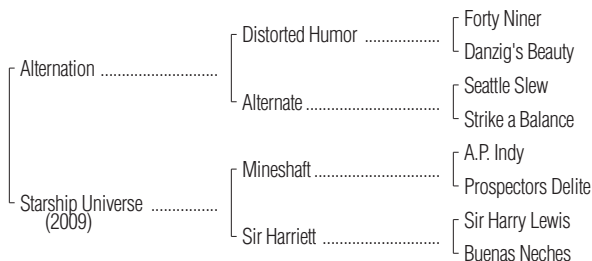 Forty Niner
Distorted Humor ..................
Danzig's Beauty
Alternation ............................
Seattle Slew
Alternate ................................
Strike a Balance
A.P. Indy
Mineshaft ..............................
Prospectors Delite
Starship Universe ................
(2009)
Sir Harry Lewis
Sir Harriett ............................
Buenas Neches